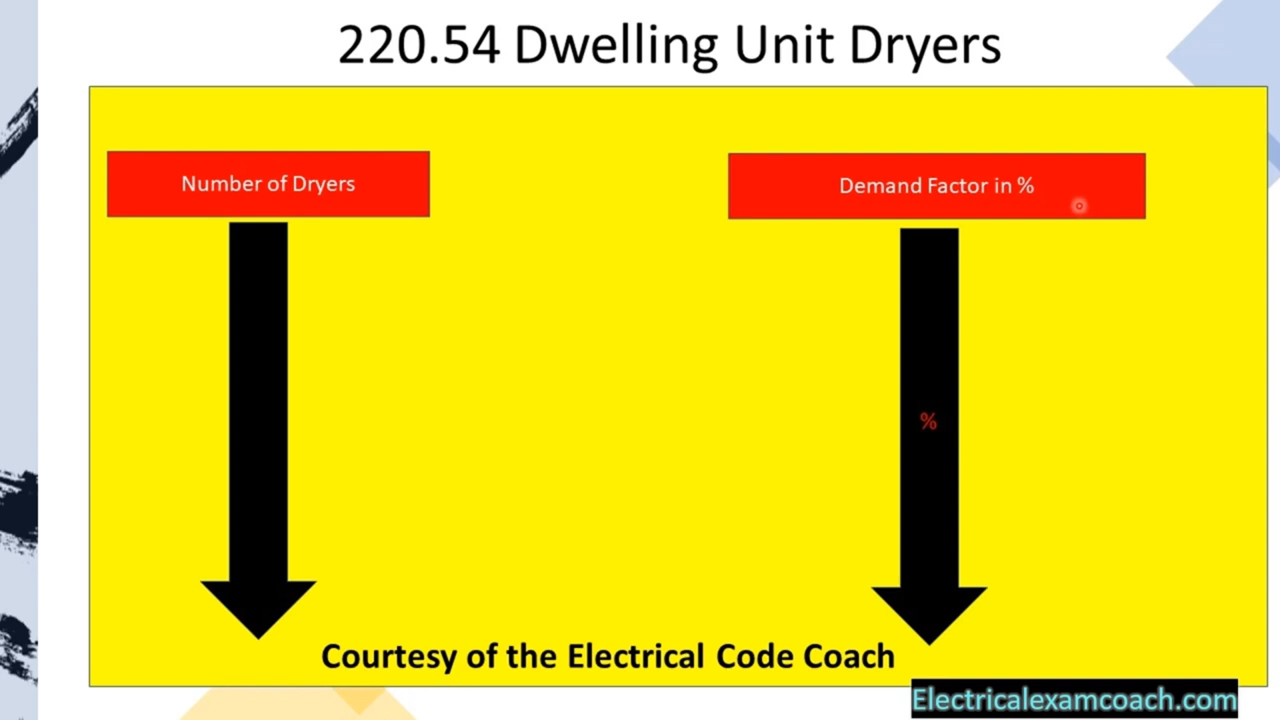 220.54 Dwelling Unit Dryers
Number of Dryers
Demand Factor in %
%
Courtesy of the Electrical Code Coach
Electricalexamcoach.com